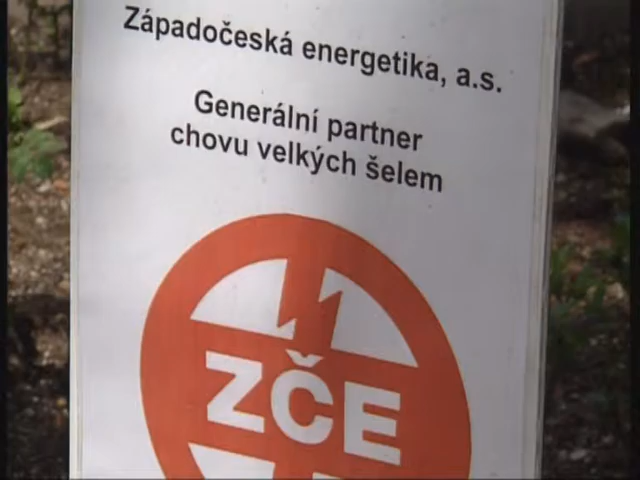 Západočeská energetika, a.s.
Generální partner
chovu velkých šelem
ZČE